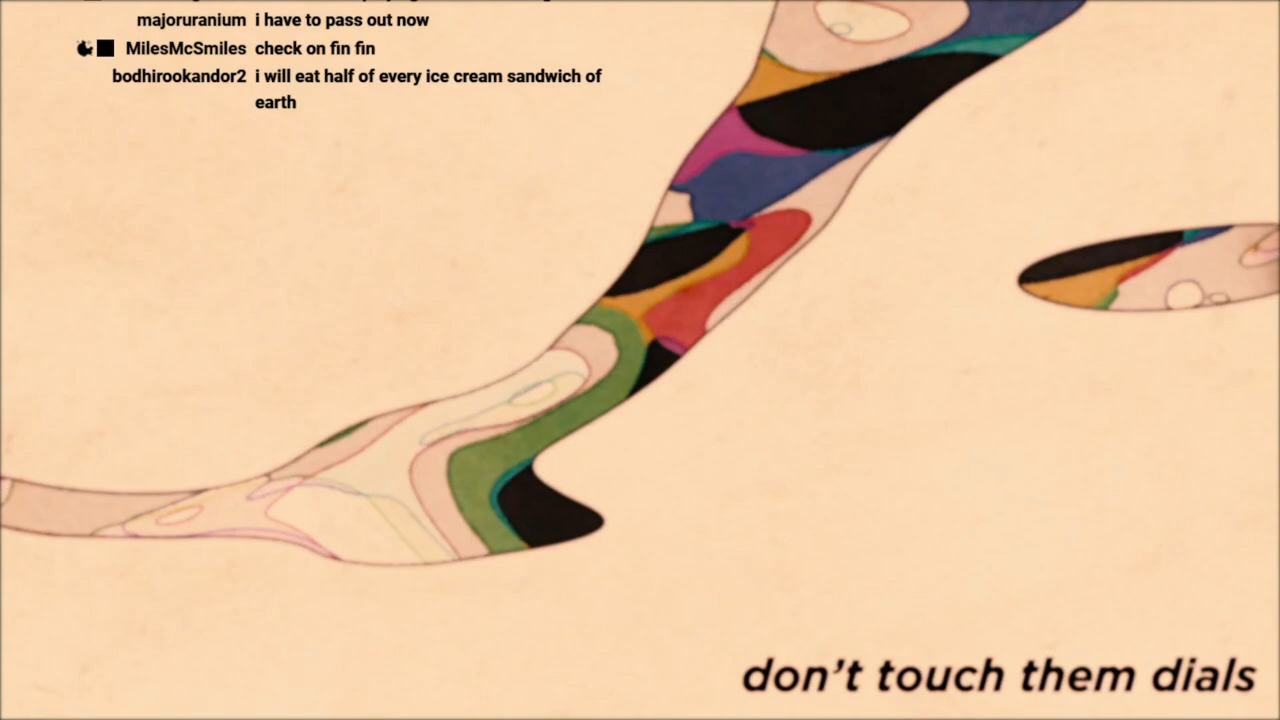 majoruranium i have to pass out now
MilesMcSmiles check on fin fin
bodhirookandor2 i will eat half of every ice cream sandwich of
earth
don't touch them dials